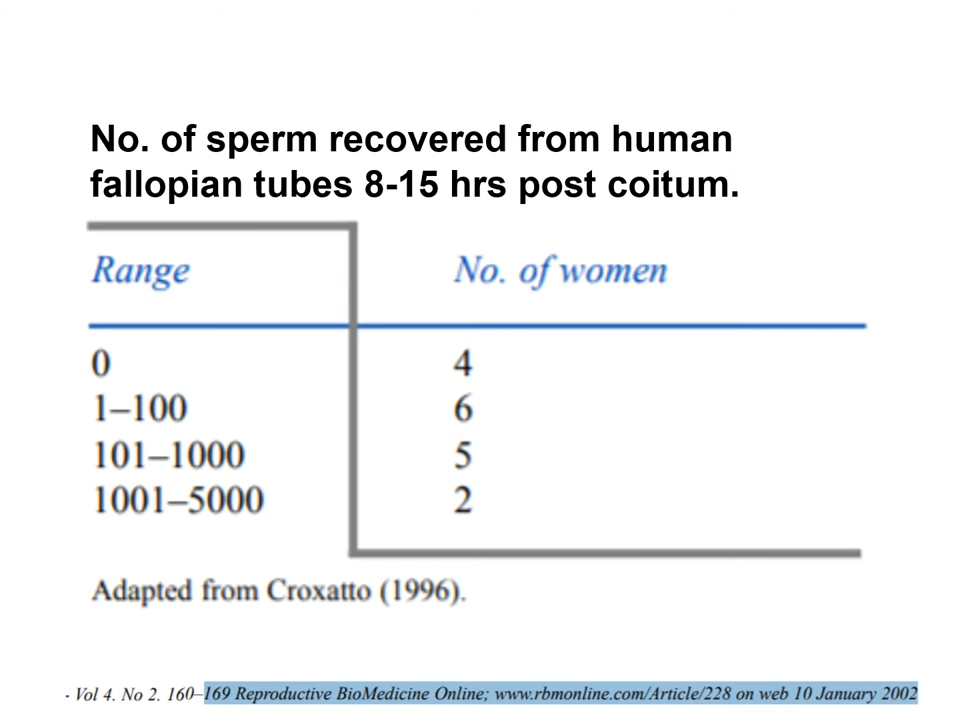 No. of sperm recovered from human
fallopian tubes 8-15 hrs post coitum.
Range No. of women
0 4
1–100 6
101–1000 5
1001–5000 2
Adapted from Croxatto (1996).
- Vol 4. No 2. 160–169 Reproductive BioMedicine Online; www.rbmonline.com/Article/228 on web 10 January 2002